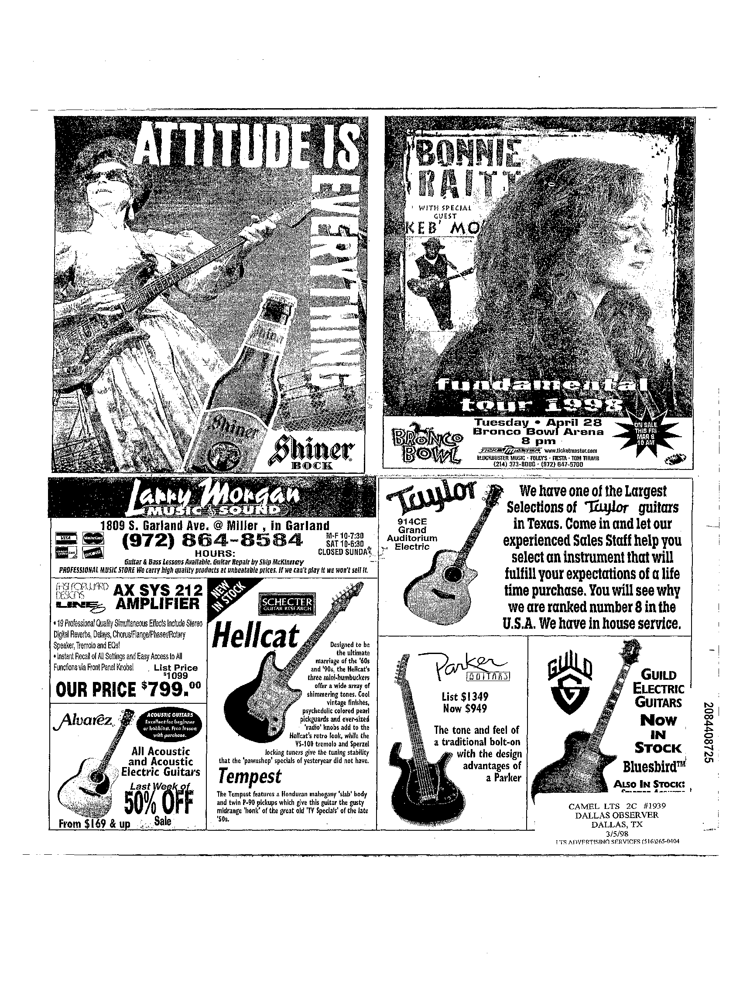 ATTITUDE IS
EVERYTHING
Shiner
Shiner
Shiner
BOCK
BONNIE
RAITT
WITH SPECIAL
GUEST
KEB' MO
fundamental
tour 1998
BRONCO
BOWL
Tuesday • April 28
Bronco Bowl Arena
8 pm
www.ticketmaster.com
BLOCKBUSTER MUSIC · FOLEY'S · FIESTA · TOM THUMB
(214) 373-8000 · (972) 647-5700
ON SALE
THIS FRI
MAR 6
10 AM
Larry Morgan
MUSIC & SOUND
1809 S. Garland Ave. @ Miller , in Garland
(972) 864-8584
M-F 10-7:30
SAT 10-5:30
CLOSED SUNDA
HOURS:
Guitar & Bass Lessons Available. Guitar Repair by Skip McKinney
PROFESSIONAL MUSIC STORE We carry high quality products at unbeatable prices. If we can't play it we won't sell it.
FAST FORWARD
DESIGNS
LINE 6
AX SYS 212
AMPLIFIER
• 19 Professional Quality Simultaneous Effects Include Stereo
Digital Reverbs, Delays, Chorus/Flange/Phaser/Rotary
Speaker, Tremolo and EQs!
• Instant Recall of All Settings and Easy Access to All
Functions via Front Panel Knobs!
List Price
$1099
OUR PRICE $799.00
Alvarez
ACOUSTIC GUITARS
Excellent for beginner
or hobbiest. Free lesson
with purchase.
All Acoustic
and Acoustic
Electric Guitars
Last Week of
50% OFF
Sale
From $169 & up
NEW
IN STOCK
SCHECTER
GUITAR RESEARCH
Hellcat
Designed to be
the ultimate
marriage of the '60s
and '90s, the Hellcat's
three mini-humbuckers
offer a wide array of
shimmering tones. Cool
vintage finishes,
psychedelic colored pearl
pickguards and over-sized
'radio' knobs add to the
Hellcat's retro look, while the
VS-100 tremolo and Sperzel
locking tuners give the tuning stability
that the 'pawnshop' specials of yesteryear did not have.
Tempest
The Tempest features a Honduran mahogany 'slab' body
and twin P-90 pickups which give this guitar the gusty
midrange 'honk' of the great old 'TV Specials' of the late
'50s.
Taylor
914CE
Grand
Auditorium
Electric
We have one of the Largest
Selections of Taylor guitars
in Texas. Come in and let our
experienced Sales Staff help you
select an instrument that will
fulfill your expectations of a life
time purchase. You will see why
we are ranked number 8 in the
U.S.A. We have in house service.
Parker
GUITARS
List $1349
Now $949
The tone and feel of
a traditional bolt-on
with the design
advantages of
a Parker
GUILD
G
GUILD
ELECTRIC
GUITARS
NOW
IN
STOCK
Bluesbird™
ALSO IN STOCK:
CAMEL LTS 2C #1939
DALLAS OBSERVER
DALLAS, TX
3/5/98
LTS ADVERTISING SERVICES (516)365-0404
2084408725